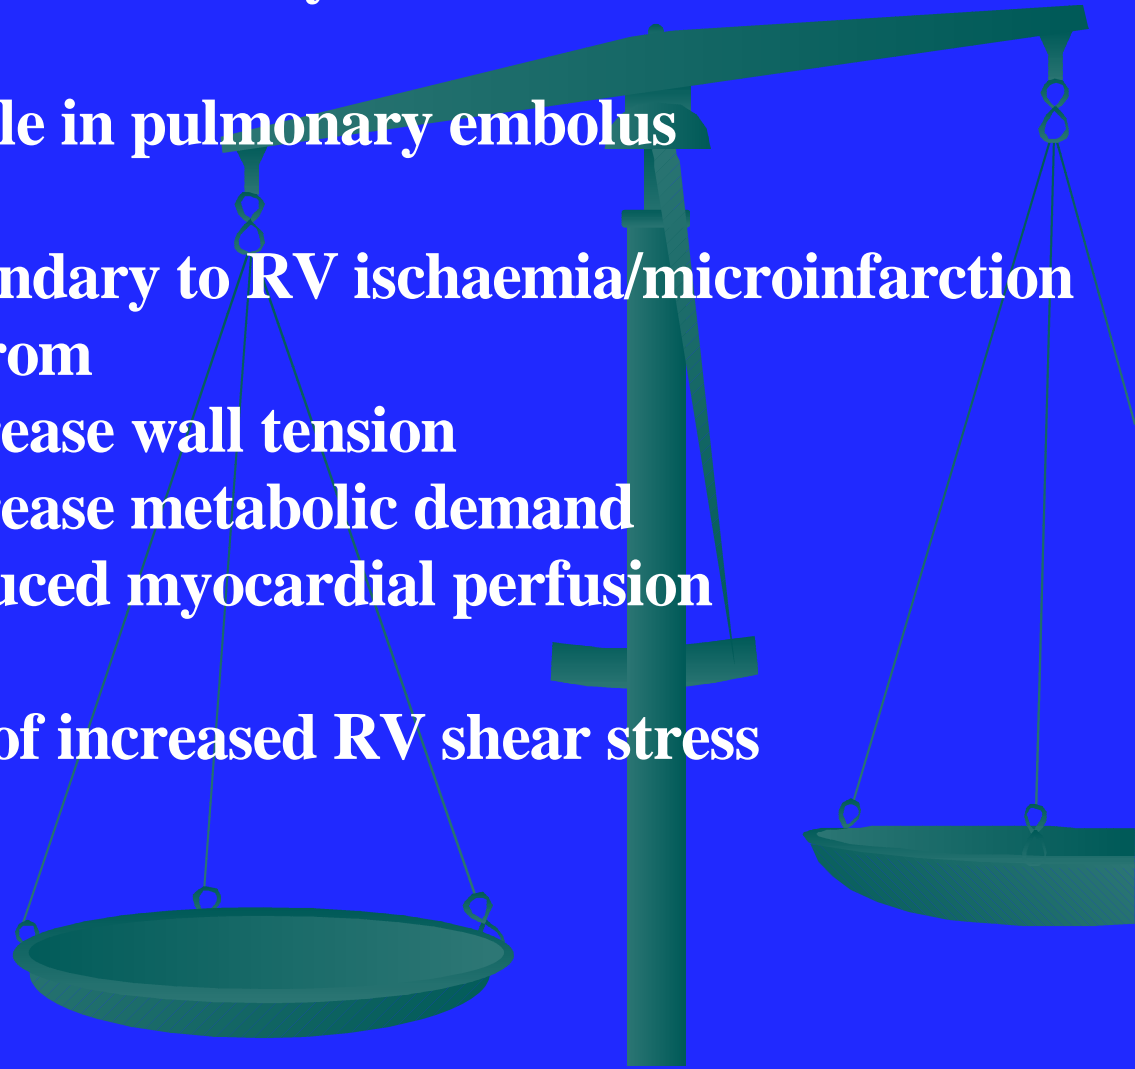 le in pulmonary embolus
ndary to RV ischaemia/microinfarction
rom
ease wall tension
rease metabolic demand
uced myocardial perfusion
of increased RV shear stress